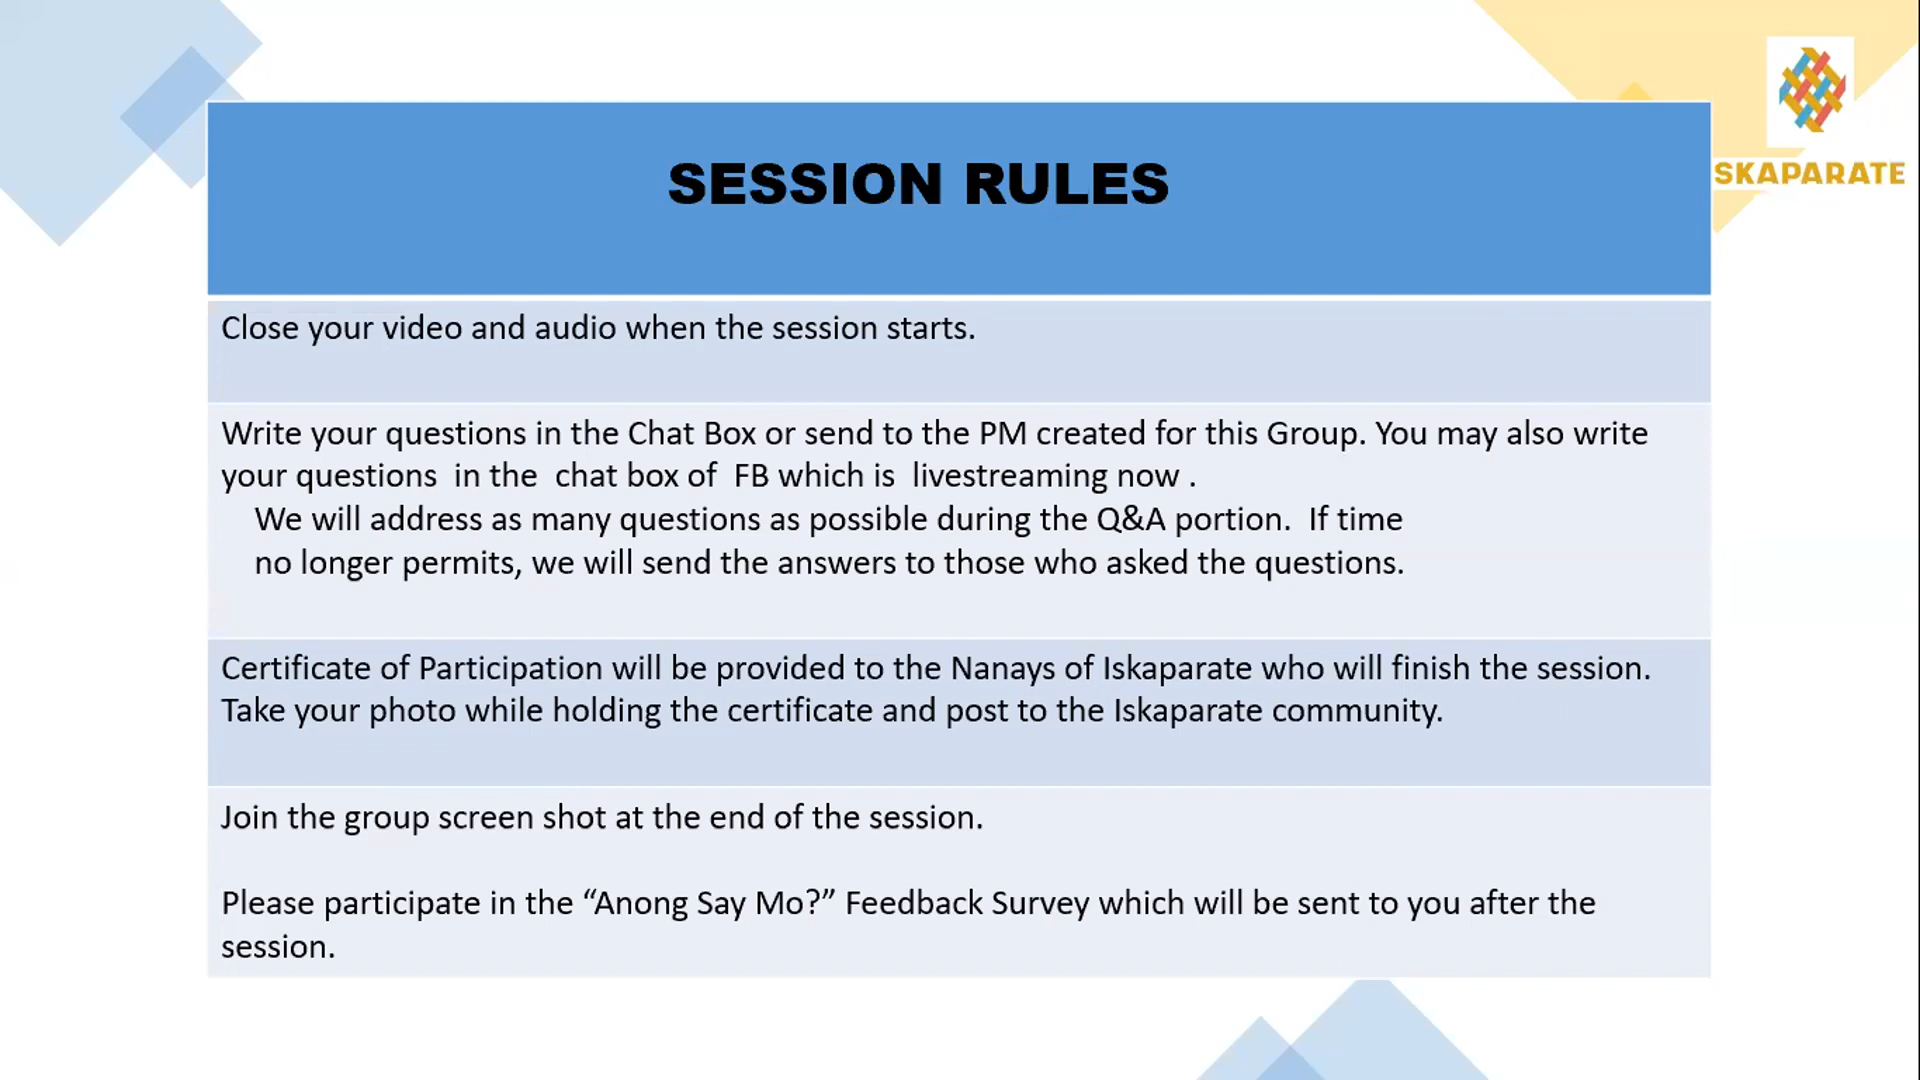 SESSION RULES
SKAPARATE
Close your video and audio when the session starts.
Write your questions in the Chat Box or send to the PM created for this Group. You may also write
your questions  in the  chat box of  FB which is  livestreaming now .
We will address as many questions as possible during the Q&A portion.  If time
no longer permits, we will send the answers to those who asked the questions.
Certificate of Participation will be provided to the Nanays of Iskaparate who will finish the session.
Take your photo while holding the certificate and post to the Iskaparate community.
Join the group screen shot at the end of the session.
Please participate in the “Anong Say Mo?” Feedback Survey which will be sent to you after the
session.